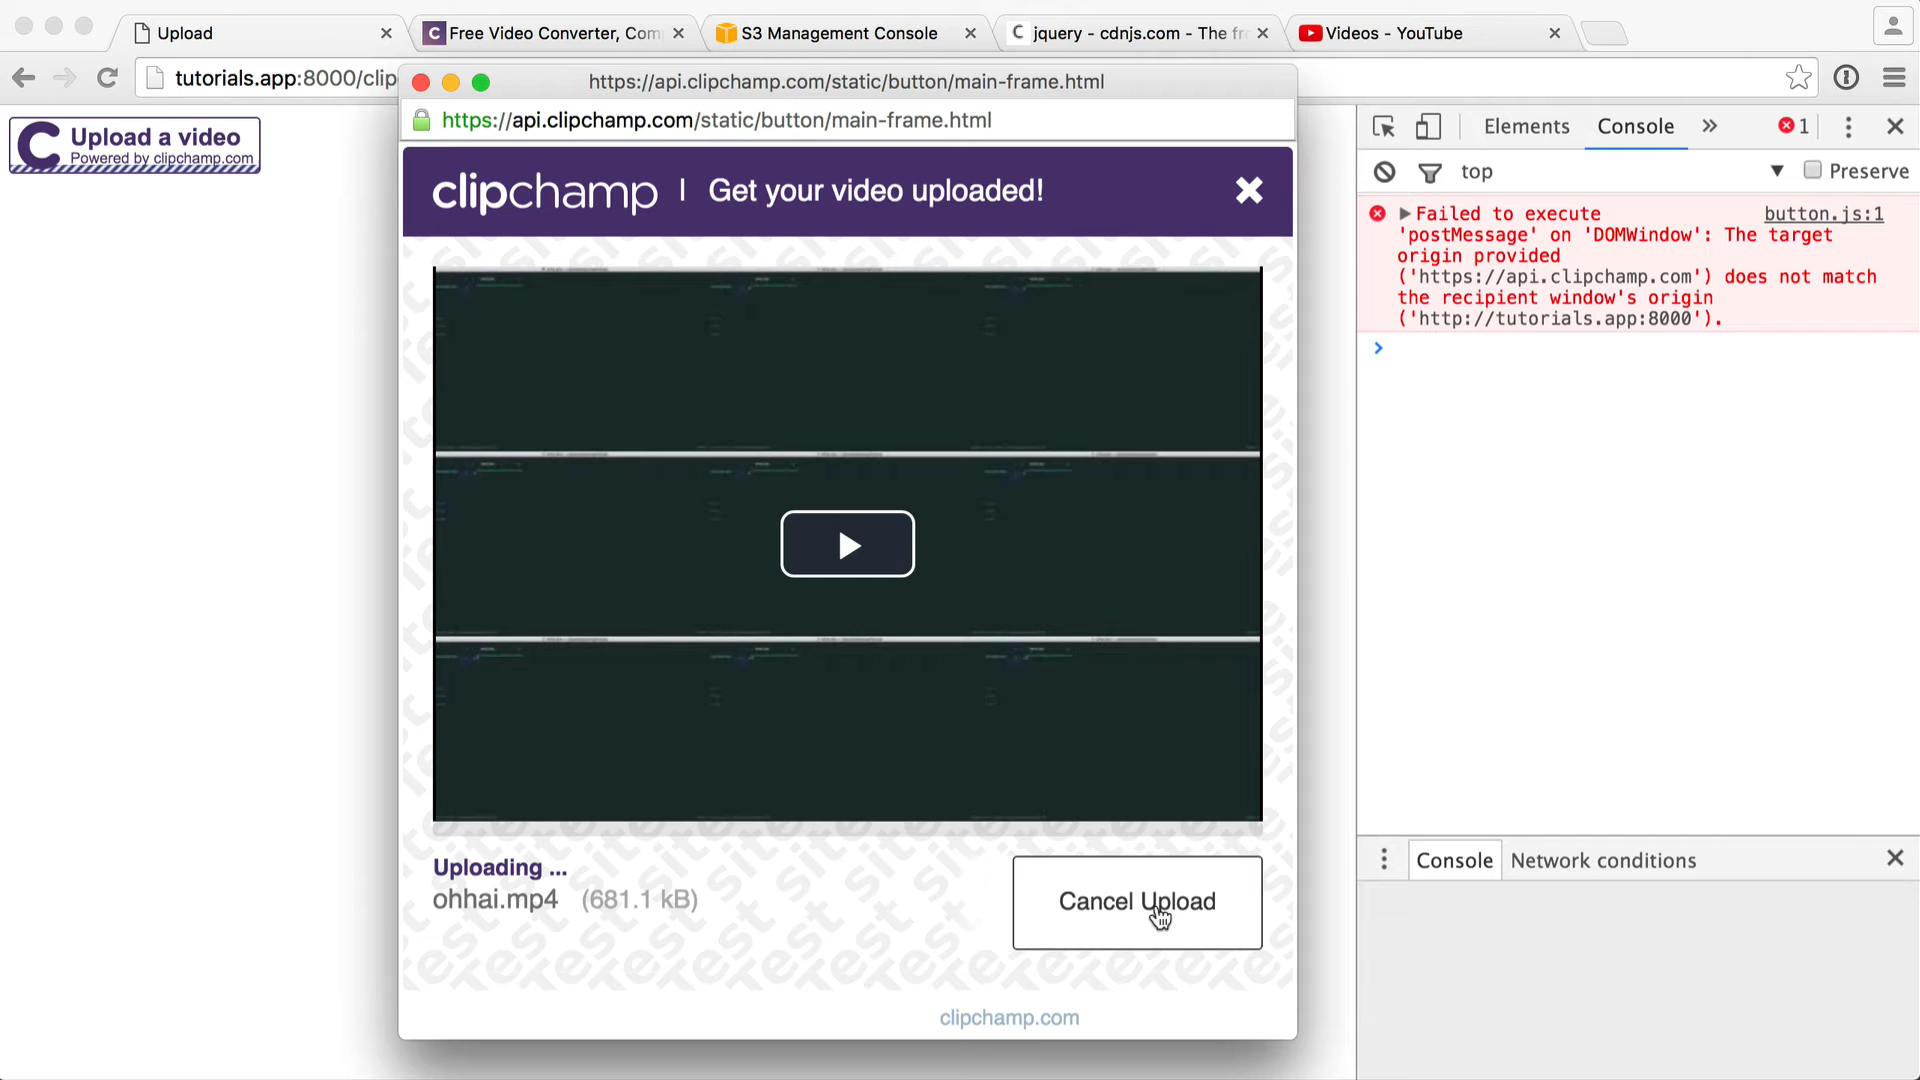 Upload
Free Video Converter, Com
S3 Management Console
jquery - cdnjs.com - The fr
Videos - YouTube
tutorials.app:8000/clip
https://api.clipchamp.com/static/button/main-frame.html
https://api.clipchamp.com/static/button/main-frame.html
Upload a video
Powered by clipchamp.com
clipchamp | Get your video uploaded!
Elements Console » 1
top Preserve
Failed to execute button.js:1
'postMessage' on 'DOMWindow': The target
origin provided
('https://api.clipchamp.com') does not match
the recipient window's origin
('http://tutorials.app:8000').
Uploading ...
ohhai.mp4 (681.1 kB)
Cancel Upload
clipchamp.com
Console Network conditions